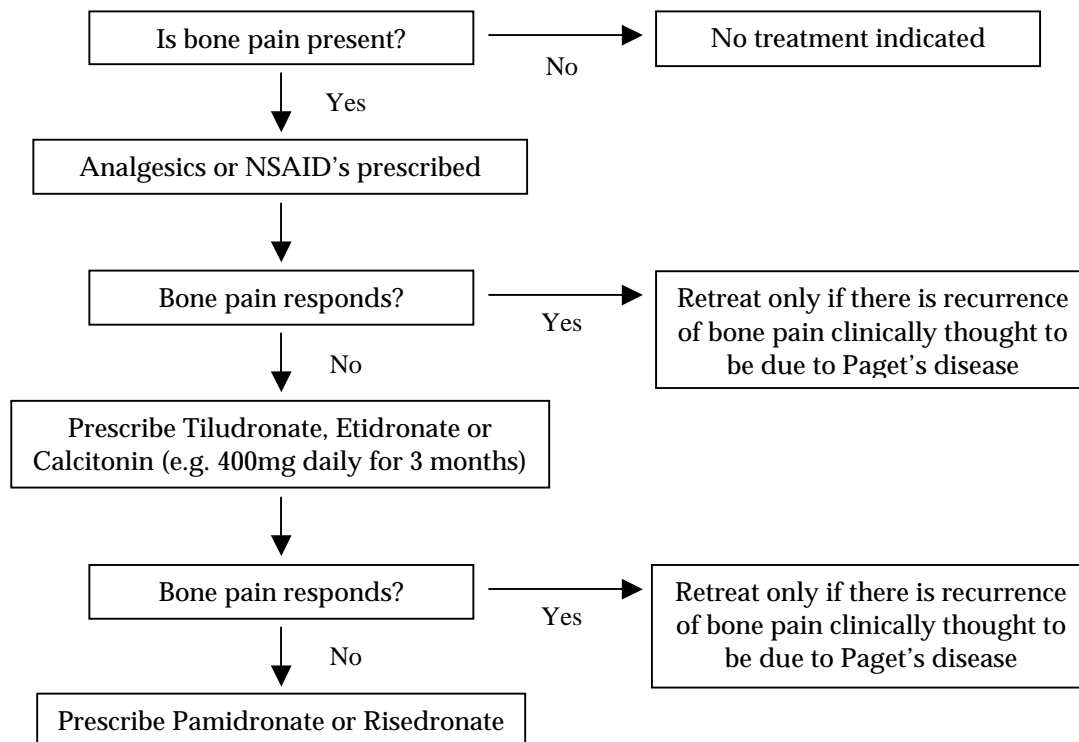 Is bone pain present?
No treatment indicated
No
Yes
Analgesics or NSAID’s prescribed
Bone pain responds?
Yes
Retreat only if there is recurrence
of bone pain clinically thought to
be due to Paget’s disease
No
Prescribe Tiludronate, Etidronate or
Calcitonin (e.g. 400mg daily for 3 months)
Bone pain responds?
Yes
Retreat only if there is recurrence
of bone pain clinically thought to
be due to Paget’s disease
No
Prescribe Pamidronate or Risedronate